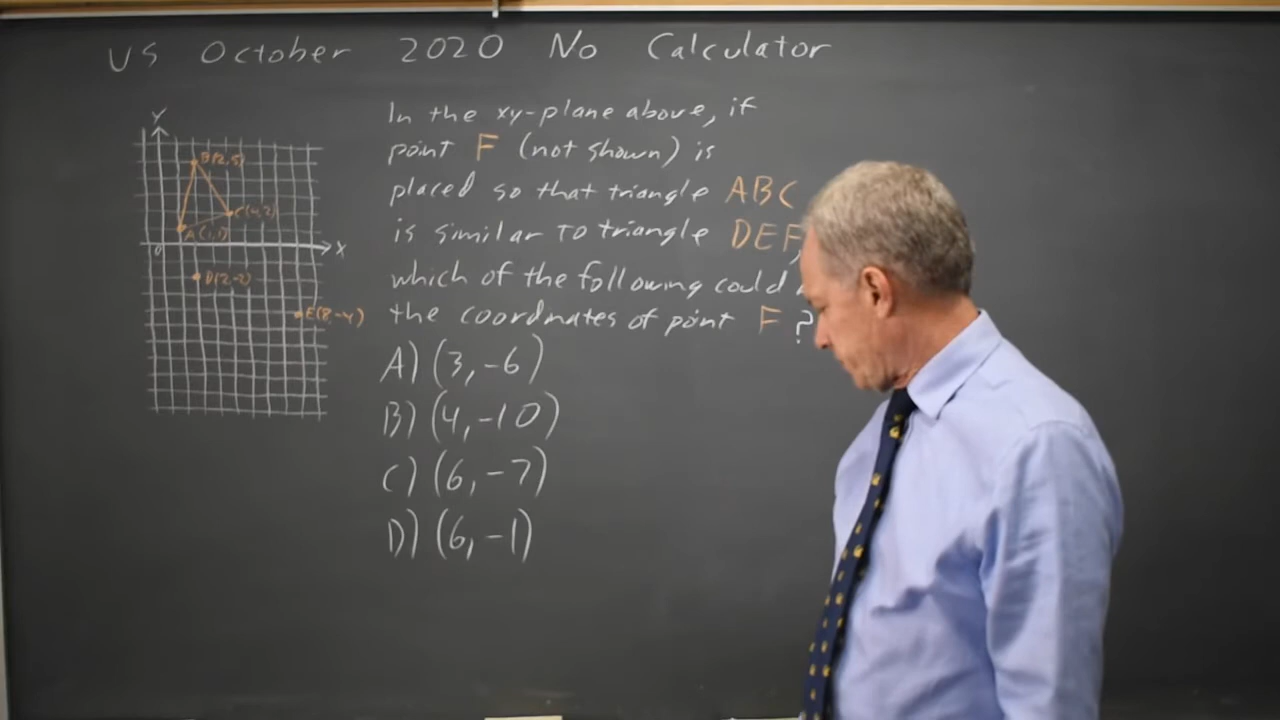 US October 2020 No Calculator
Y
B(2,5)
C(4,2)
A(1,1)
0
X
D(2-2)
E(8,-4)
In the xy-plane above, if
point F (not shown) is
placed so that triangle ABC
is similar to triangle DEF,
which of the following could
the coordinates of point F?
A) (3,-6)
B) (4,-10)
C) (6,-7)
D) (6,-1)